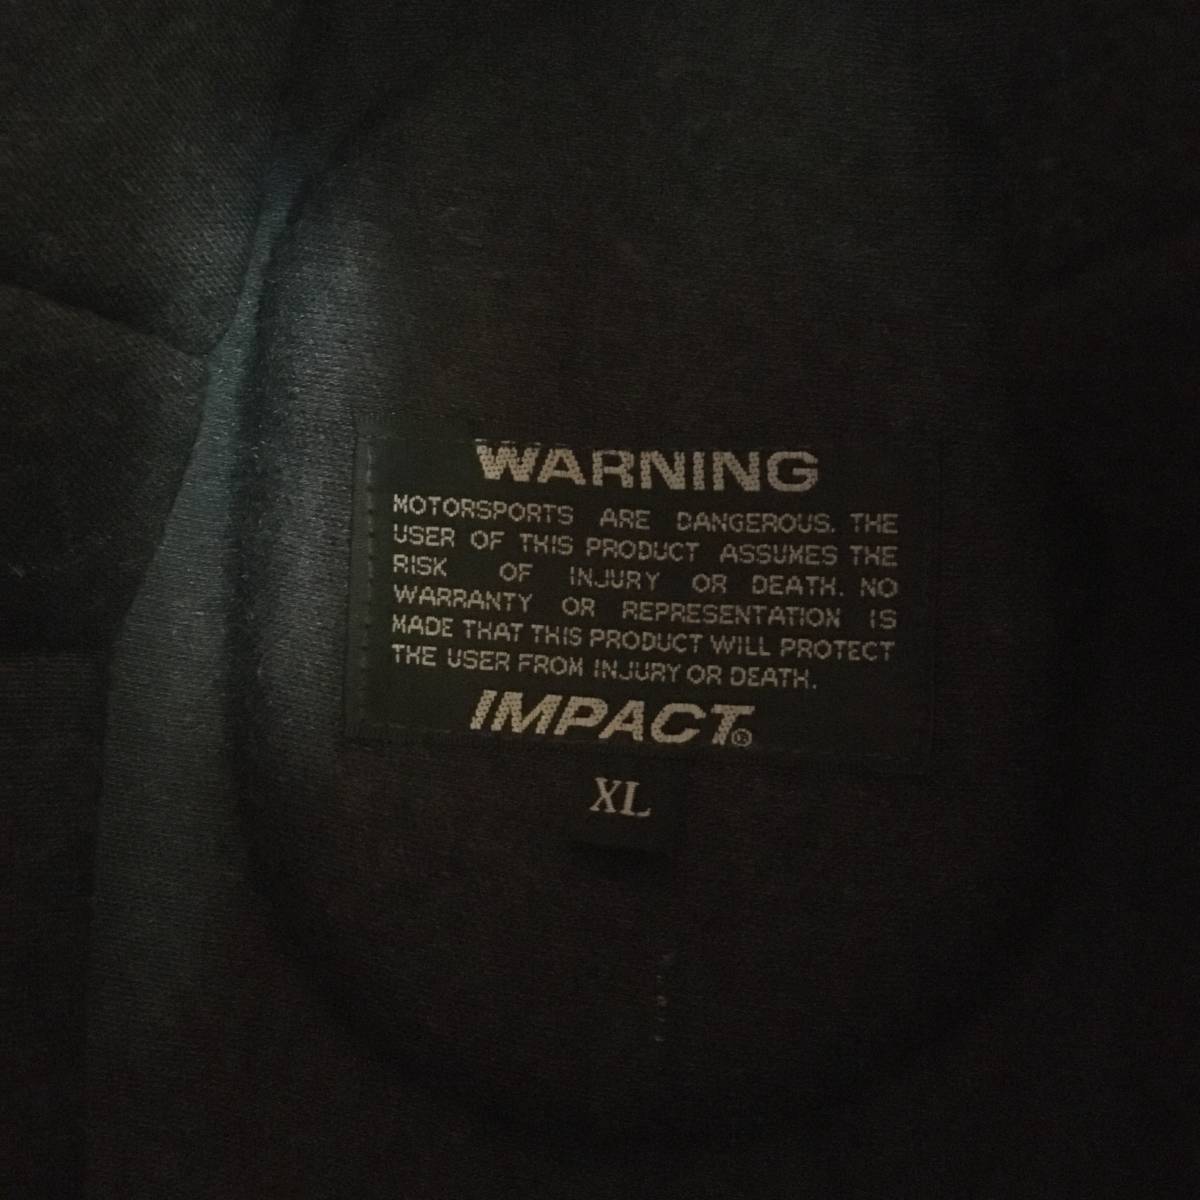 WARNING
MOTORSPORTS ARE DANGEROUS. THE
USER OF THIS PRODUCT ASSUMES THE
RISK OF INJURY OR DEATH. NO
WARRANTY OR REPRESENTATION IS
MADE THAT THIS PRODUCT WILL PROTECT
THE USER FROM INJURY OR DEATH.
IMPACT®
XL